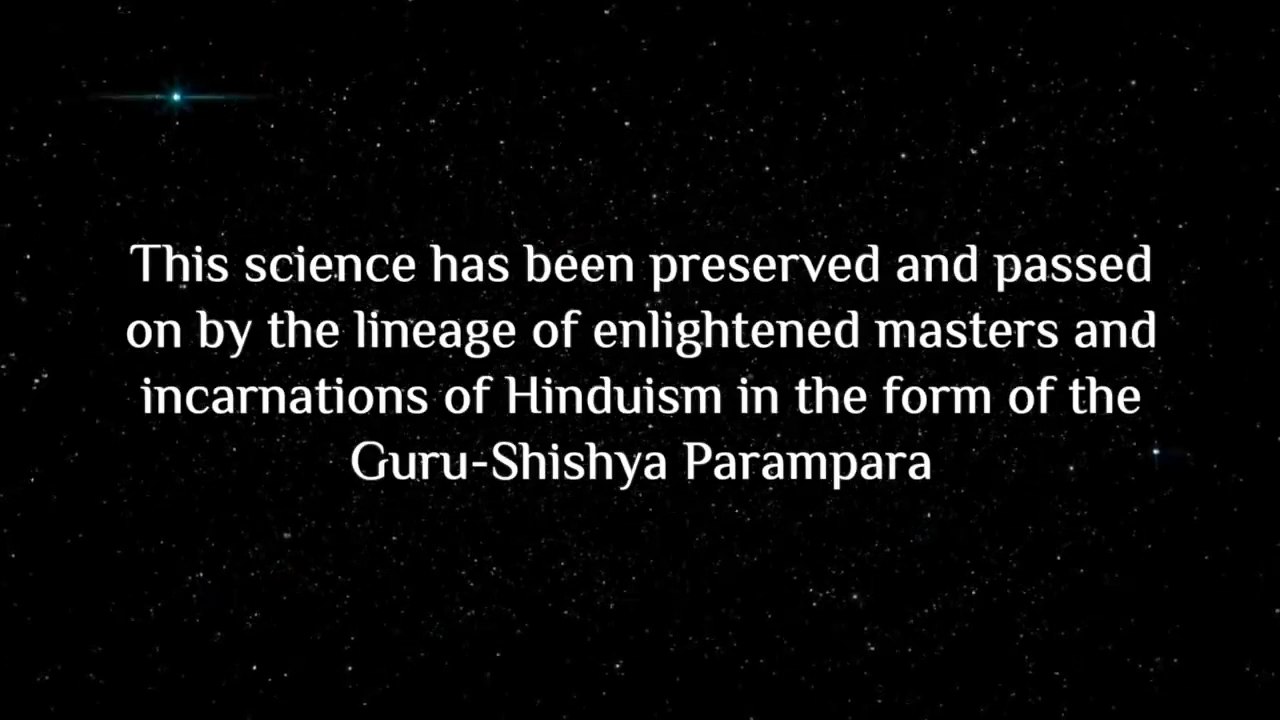 This science has been preserved and passed
on by the lineage of enlightened masters and
incarnations of Hinduism in the form of the
Guru-Shishya Parampara